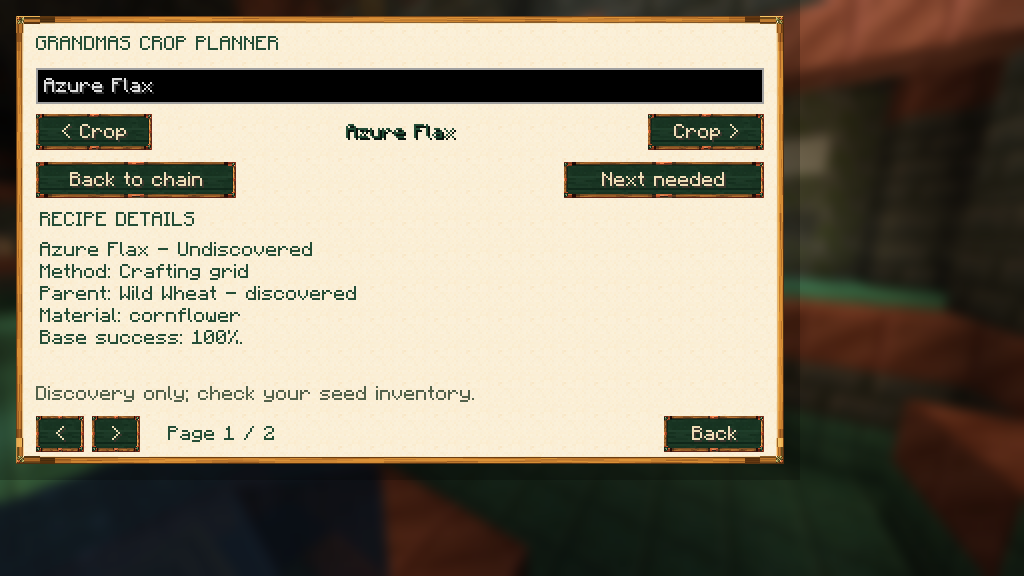 GRANDMAS CROP PLANNER
Azure Flax
< Crop
Azure Flax
Crop >
Back to chain
Next needed
RECIPE DETAILS
Azure Flax - Undiscovered
Method: Crafting grid
Parent: Wild Wheat - discovered
Material: cornflower
Base success: 100%.
Discovery only; check your seed inventory.
< > Page 1 / 2
Back